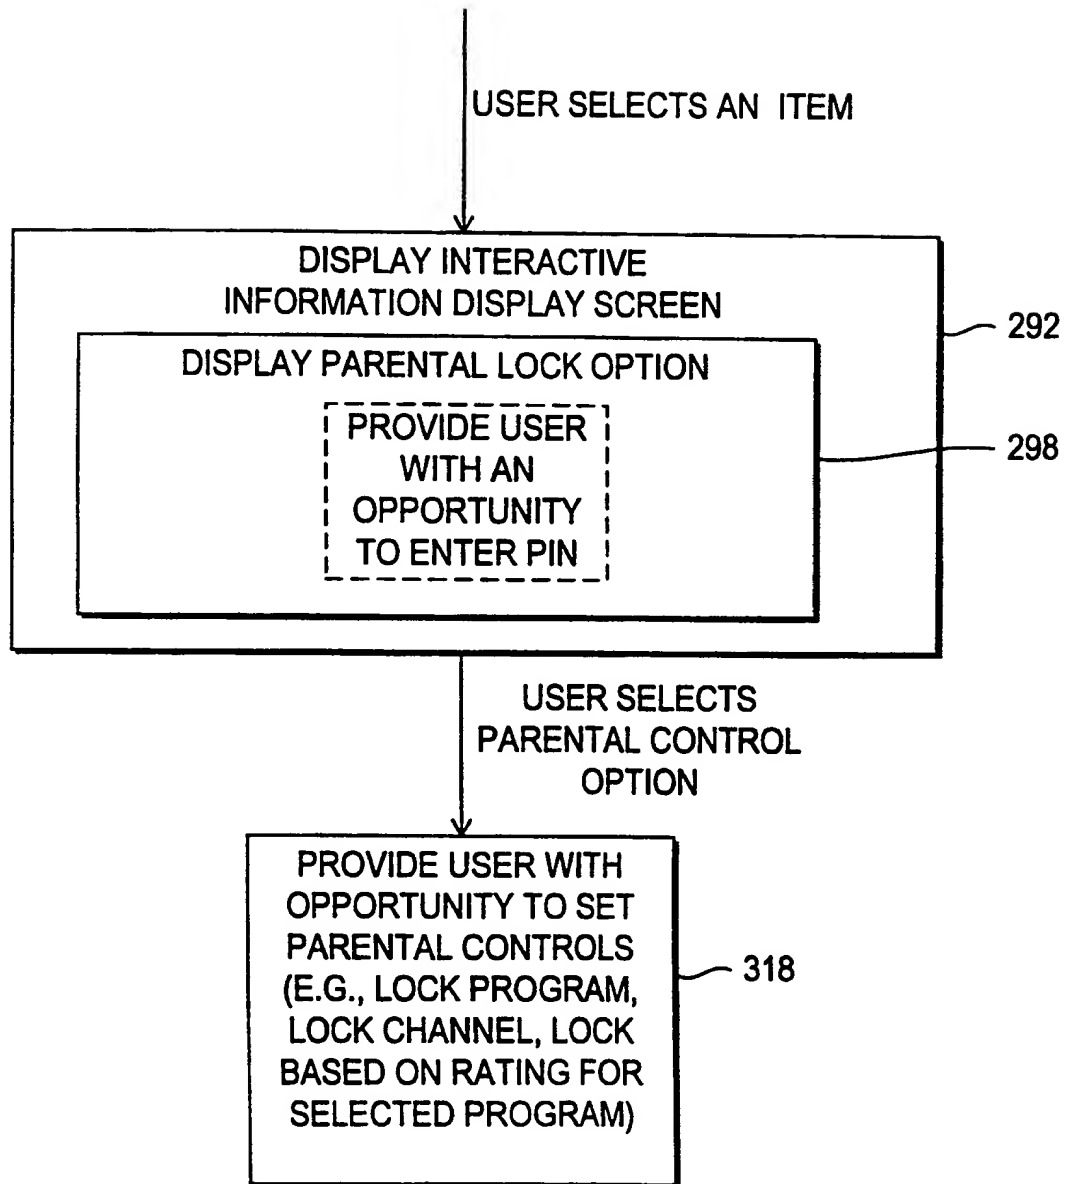 USER SELECTS AN ITEM
DISPLAY INTERACTIVE
INFORMATION DISPLAY SCREEN
292
DISPLAY PARENTAL LOCK OPTION
PROVIDE USER
WITH AN
OPPORTUNITY
TO ENTER PIN
298
USER SELECTS
PARENTAL CONTROL
OPTION
PROVIDE USER WITH
OPPORTUNITY TO SET
PARENTAL CONTROLS
(E.G., LOCK PROGRAM,
LOCK CHANNEL, LOCK
BASED ON RATING FOR
SELECTED PROGRAM)
318